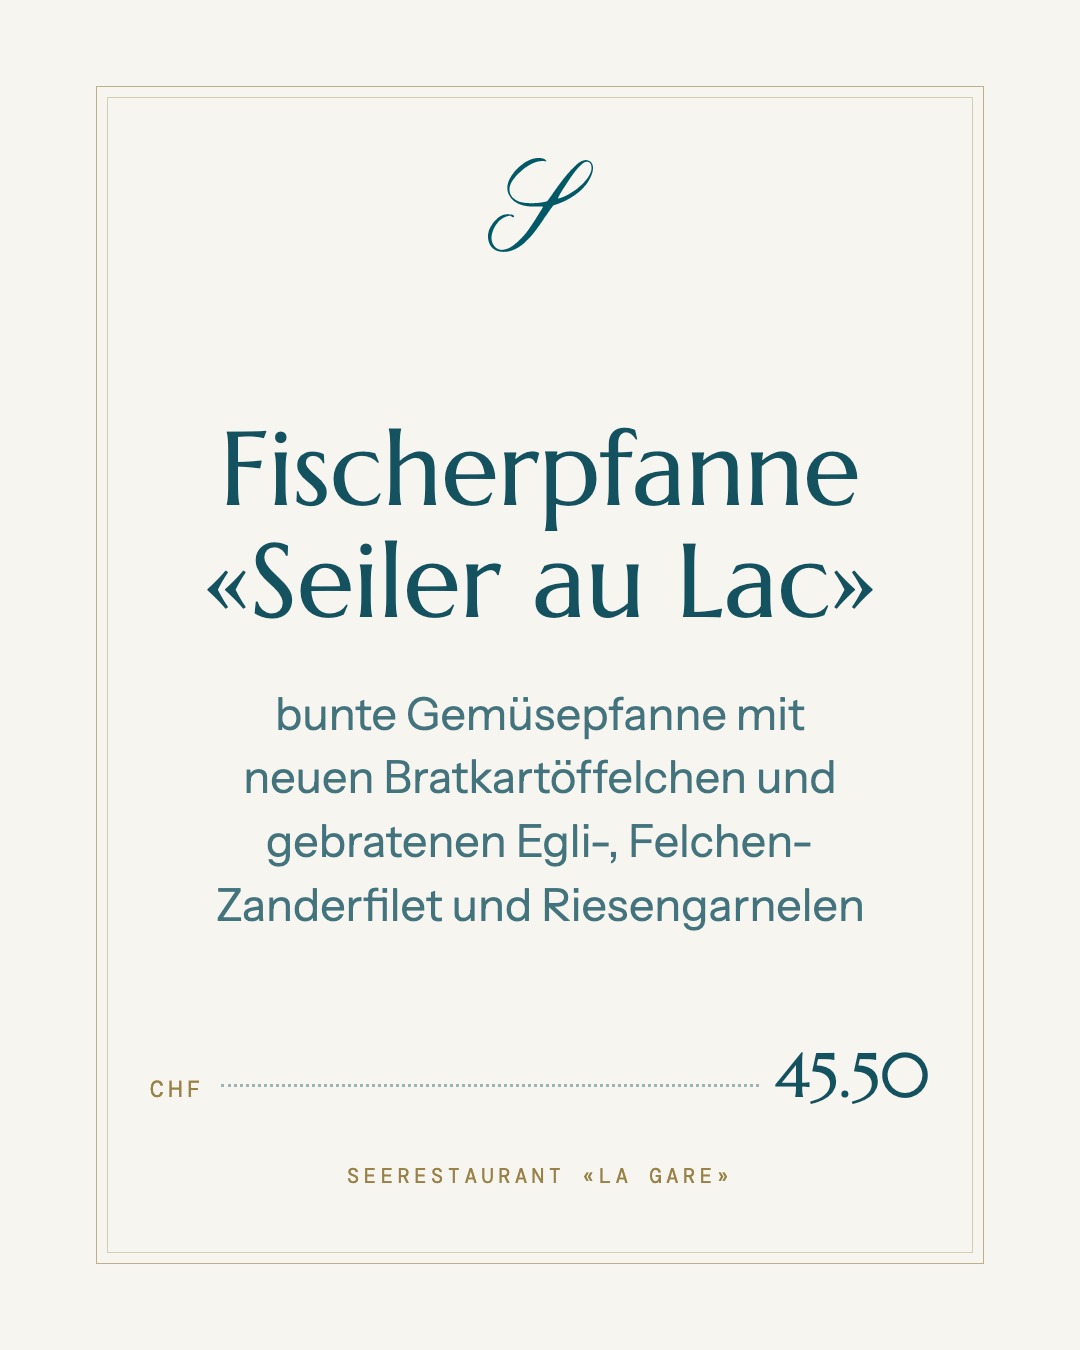 S
Fischerpfanne
«Seiler au Lac»
bunte Gemüsepfanne mit
neuen Bratkartöffelchen und
gebratenen Egli-, Felchen-
Zanderfilet und Riesengarnelen
CHF 45.50
SEERESTAURANT «LA GARE»